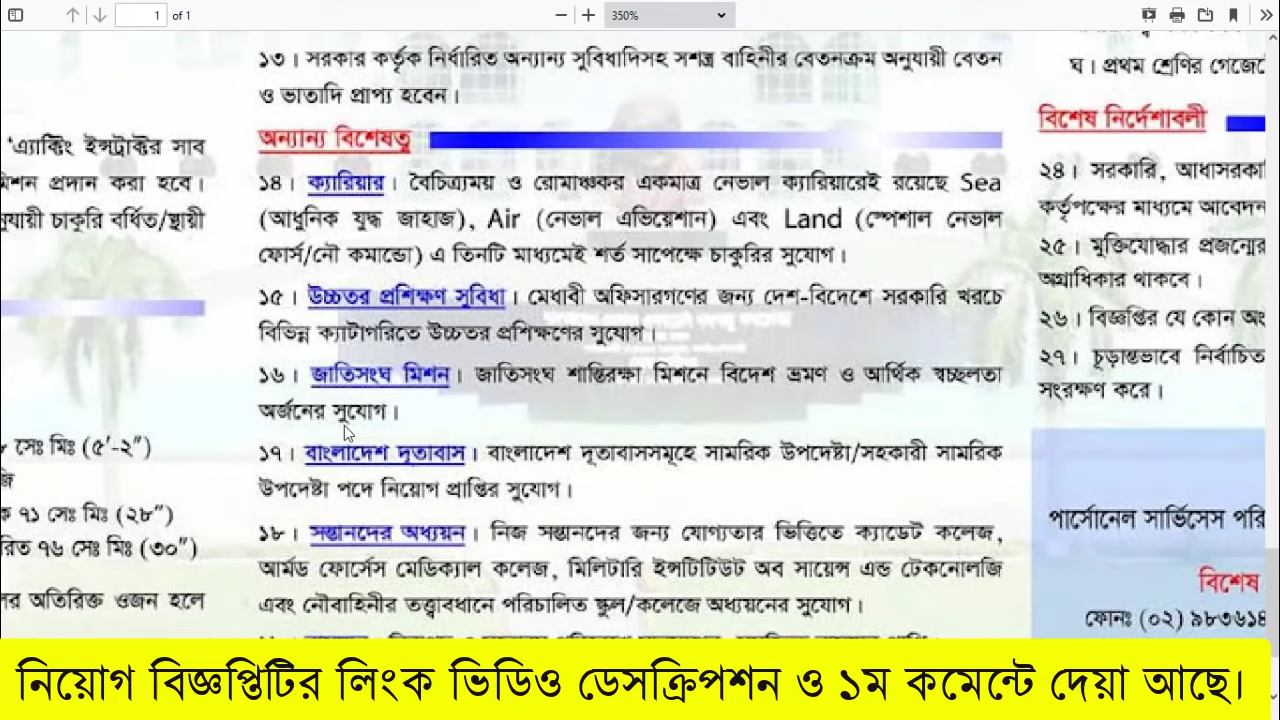 1 of 1
350%
১৩। সরকার কর্তৃক নির্ধারিত অন্যান্য সুবিধাদিসহ সশস্ত্র বাহিনীর বেতনক্রম অনুযায়ী বেতন
ও ভাতাদি প্রাপ্য হবেন।
অন্যান্য বিশেষত্ব
১৪। ক্যারিয়ার। বৈচিত্র্যময় ও রোমাঞ্চকর একমাত্র নেভাল ক্যারিয়ারেই রয়েছে Sea
(আধুনিক যুদ্ধ জাহাজ), Air (নেভাল এভিয়েশান) এবং Land (স্পেশাল নেভাল
ফোর্স/নৌ কমান্ডো) এ তিনটি মাধ্যমেই শর্ত সাপেক্ষে চাকুরির সুযোগ।
১৫। উচ্চতর প্রশিক্ষণ সুবিধা। মেধাবী অফিসারগণের জন্য দেশ-বিদেশে সরকারি খরচে
বিভিন্ন ক্যাটাগরিতে উচ্চতর প্রশিক্ষণের সুযোগ।
১৬। জাতিসংঘ মিশন। জাতিসংঘ শান্তিরক্ষা মিশনে বিদেশ ভ্রমণ ও আর্থিক স্বচ্ছলতা
অর্জনের সুযোগ।
১৭। বাংলাদেশ দূতাবাস। বাংলাদেশ দূতাবাসসমূহে সামরিক উপদেষ্টা/সহকারী সামরিক
উপদেষ্টা পদে নিয়োগ প্রাপ্তির সুযোগ।
১৮। সন্তানদের অধ্যয়ন। নিজ সন্তানদের জন্য যোগ্যতার ভিত্তিতে ক্যাডেট কলেজ,
আর্মড ফোর্সেস মেডিক্যাল কলেজ, মিলিটারি ইন্সটিটিউট অব সায়েন্স এন্ড টেকনোলজি
এবং নৌবাহিনীর তত্ত্বাবধানে পরিচালিত স্কুল/কলেজে অধ্যয়নের সুযোগ।
'এ্যাক্টিং ইন্সট্রাক্টর সাব
মিশন প্রদান করা হবে।
চাকুরি বর্ধিত/স্থায়ী
সেঃ মিঃ (৫'-২")
৭১ সেঃ মিঃ (২৮")
৭৬ সেঃ মিঃ (৩০")
অতিরিক্ত ওজন হলে
ঘ। প্রথম শ্রেণির
বিশেষ নির্দেশাবলী
২৪। সরকারি,
কর্তৃপক্ষের মাধ্যমে আবেদন
২৫। মুক্তিযোদ্ধার প্রজন্মের
অগ্রাধিকার থাকবে।
২৬। বিজ্ঞপ্তির যে কোন
২৭। চূড়ান্তভাবে নির্বাচিত
সংরক্ষণ করে।
পার্সোনেল সার্ভিসেস
বিশেষ
ফোনঃ (০২) ৯৮৩৬১৪
নিয়োগ বিজ্ঞপ্তিটির লিংক ভিডিও ডেসক্রিপশন ও ১ম কমেন্টে দেয়া আছে।